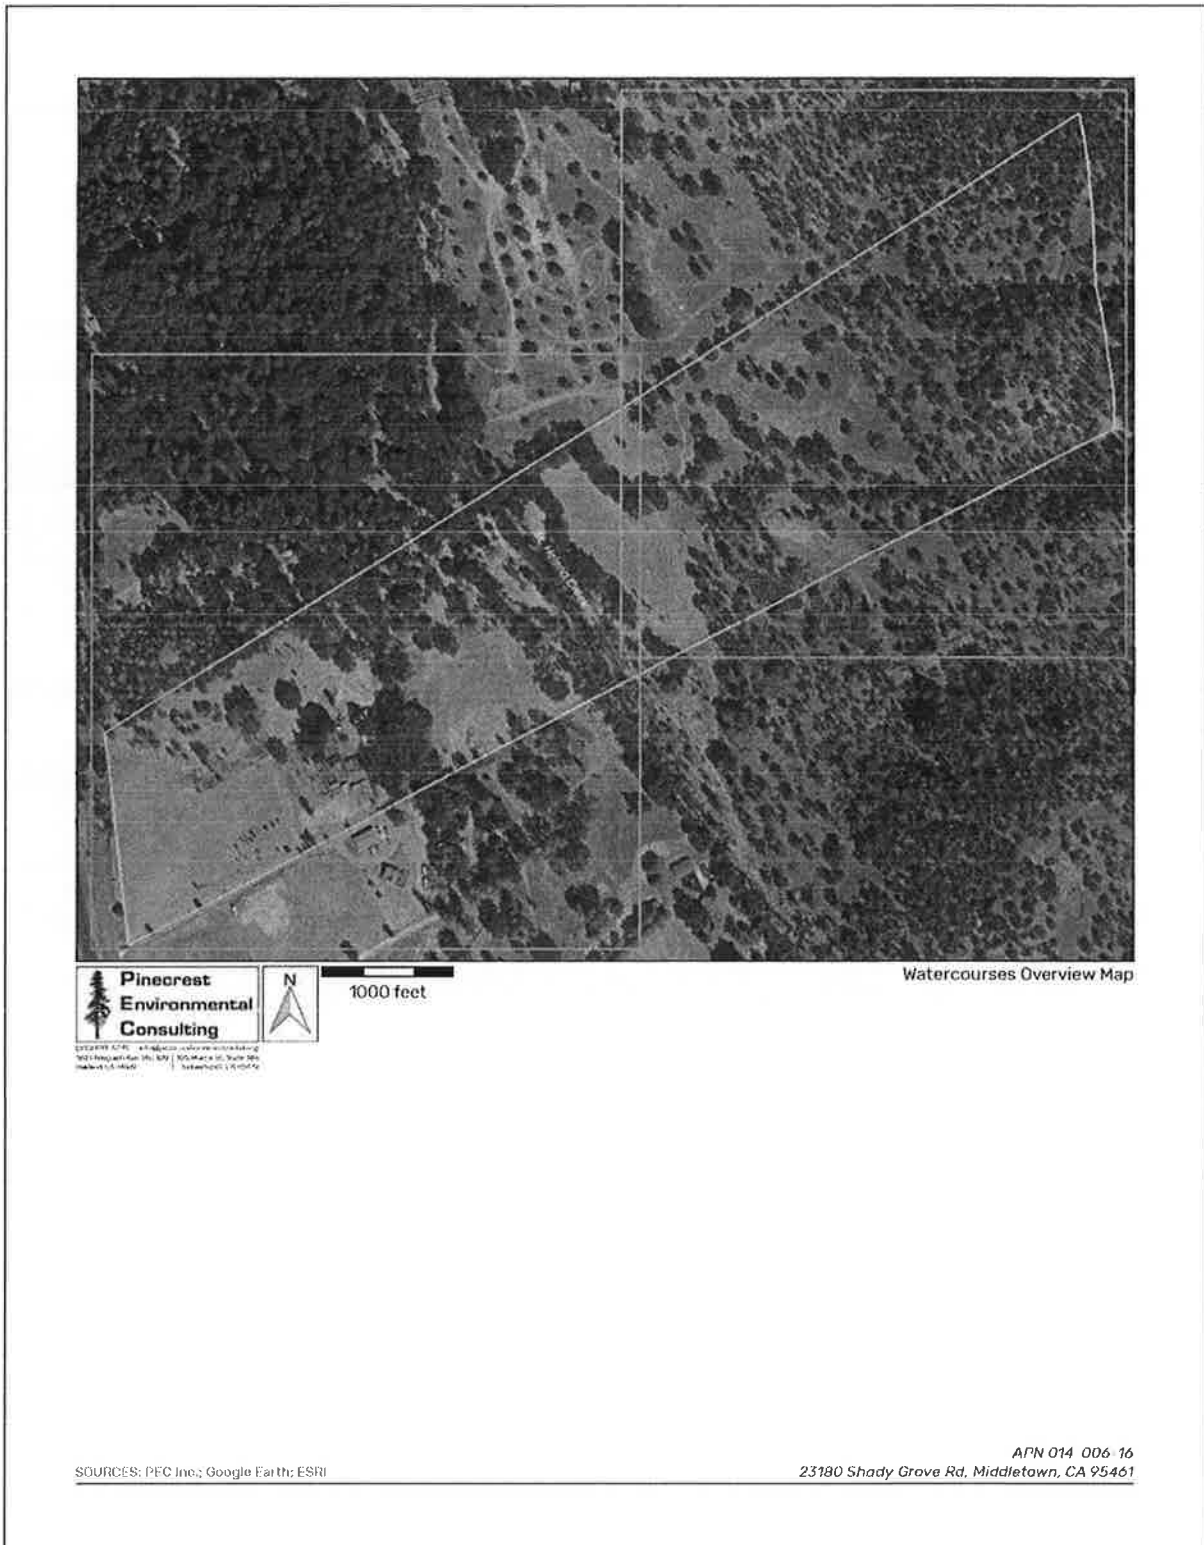 Pinecrest
Environmental
Consulting
N
1000 feet
Watercourses Overview Map
APN 014 006 16
SOURCES: PEC Inc.; Google Earth; ESRI
23180 Shady Grove Rd, Middletown, CA 95461